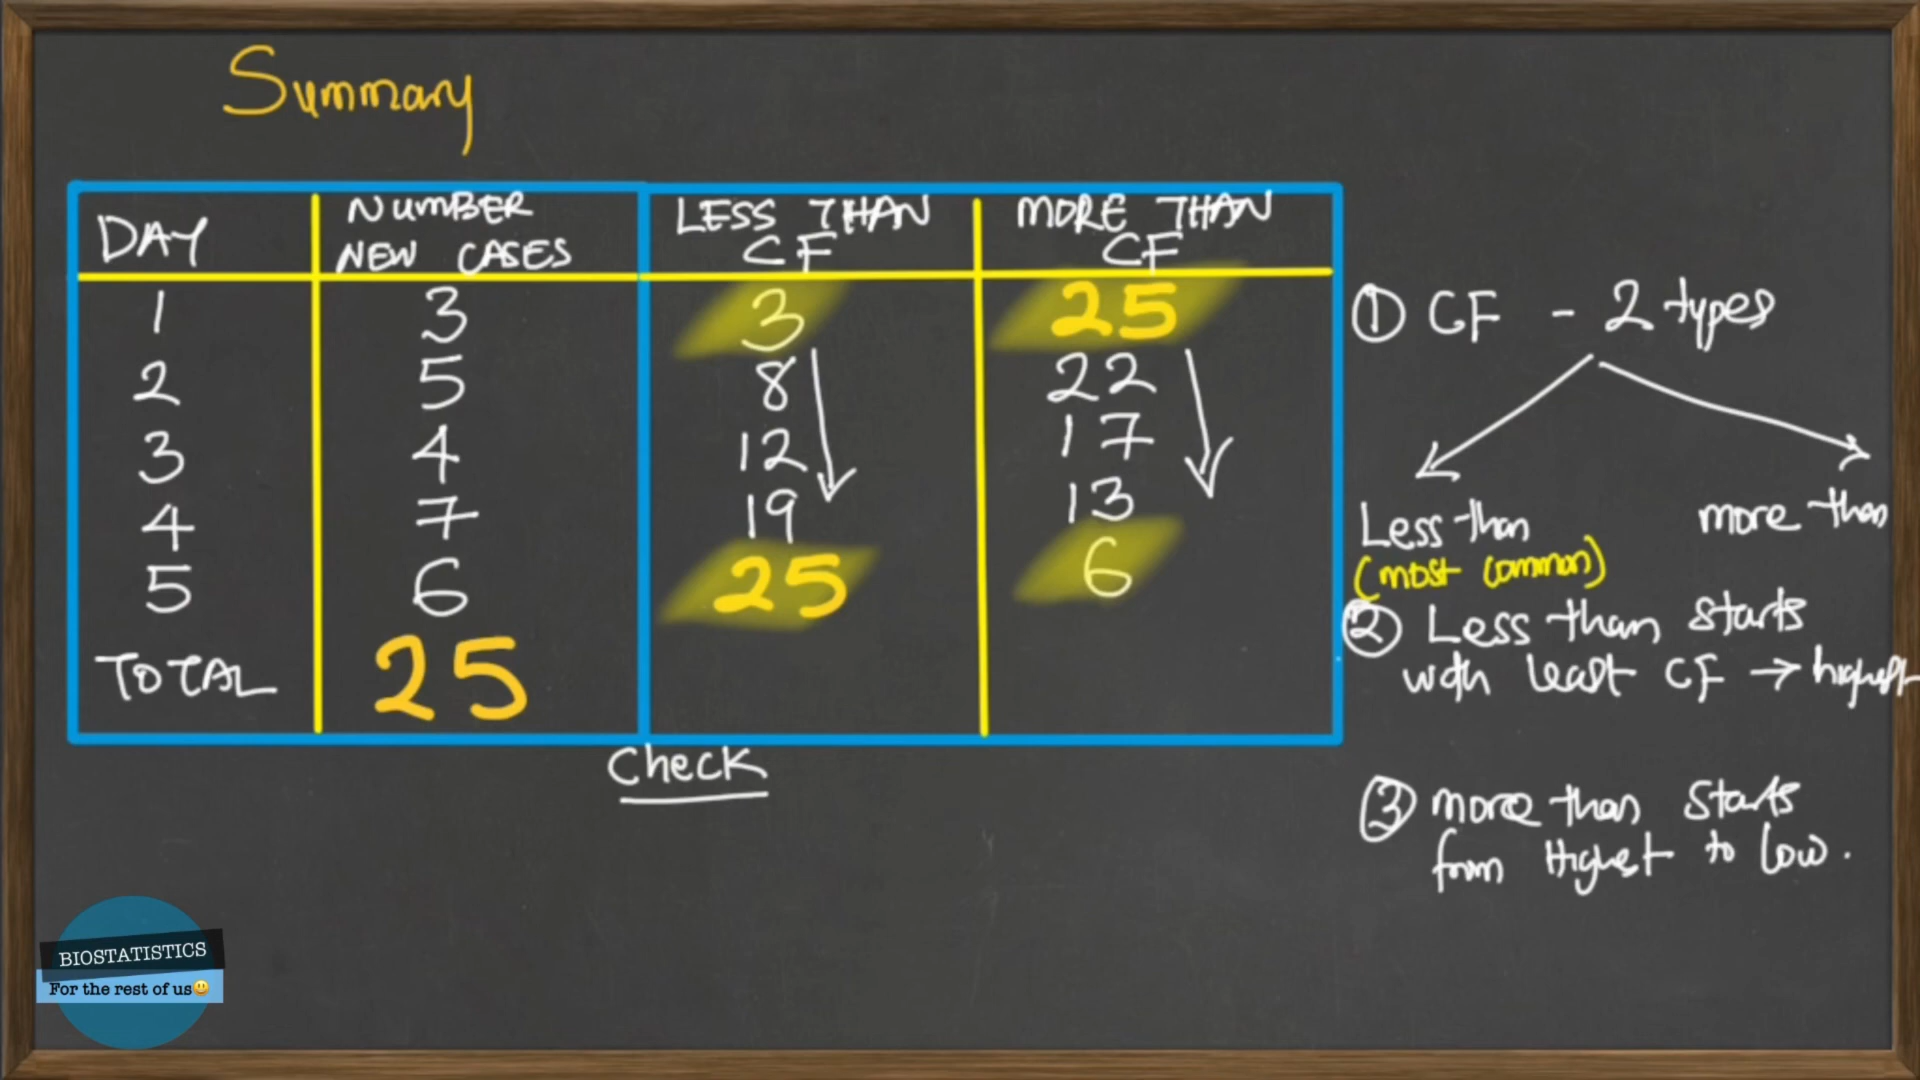 Summary
DAY NUMBER NEW CASES LESS THAN CF MORE THAN CF
1 3 3 25
2 5 8 22
3 4 12 17
4 7 19 13
5 6 25 6
TOTAL 25
Check
① CF - 2 types
Less than more than
(most common)
② Less than starts
with least CF → highest
③ more than starts
from Highest to low.
BIOSTATISTICS
For the rest of us😃